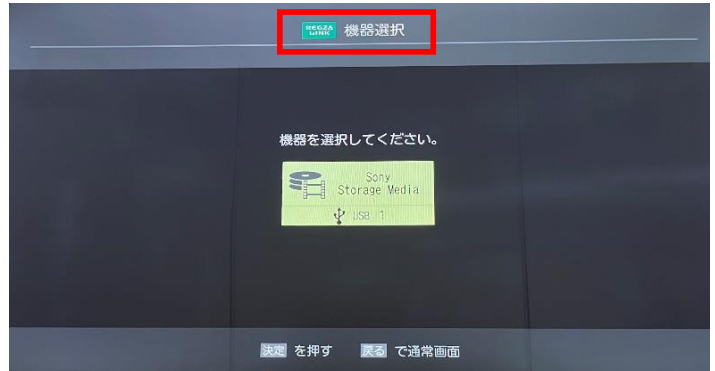 REGZA LINK 機器選択
機器を選択してください。
Sony
Storage Media
USB 1
決定 を押す 戻る で通常画面